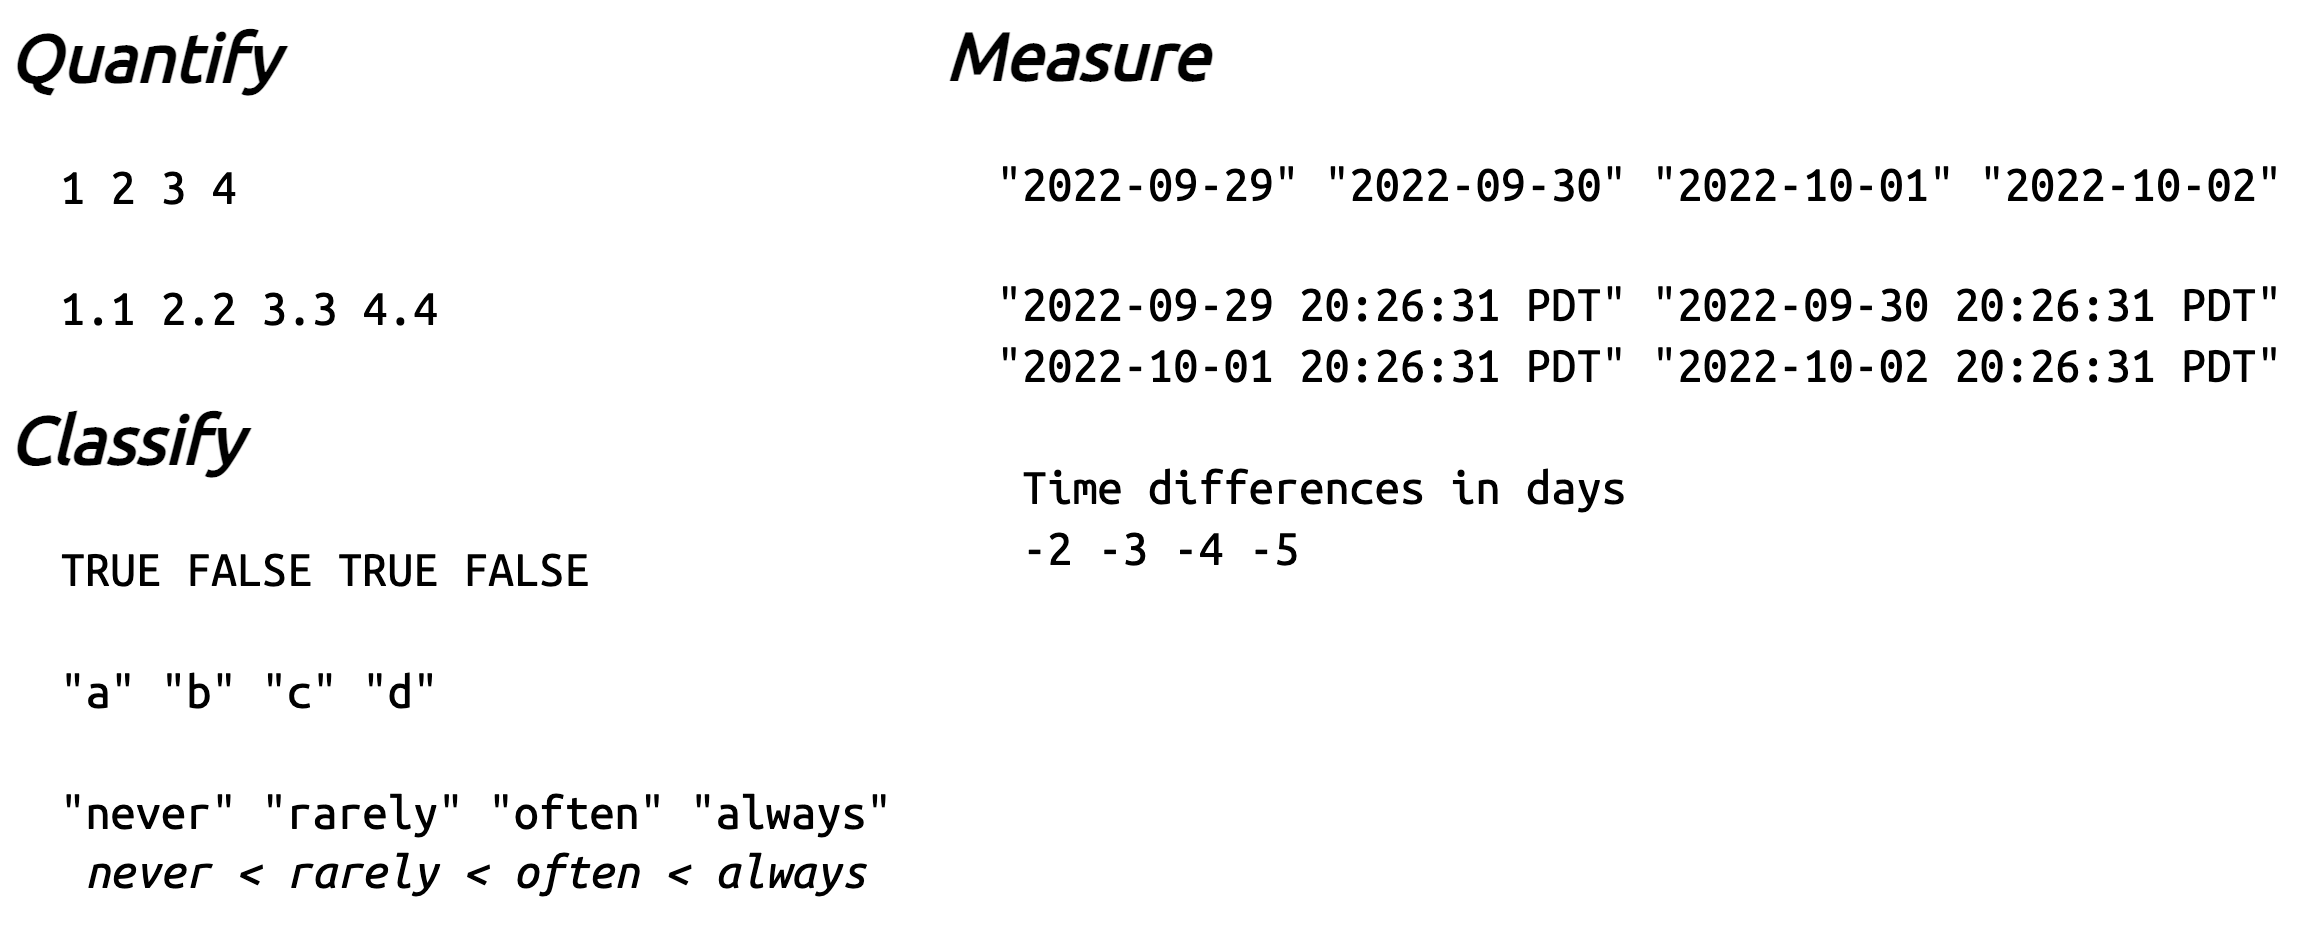 Quantify
1 2 3 4
1.1 2.2 3.3 4.4
Classify
TRUE FALSE TRUE FALSE
"a" "b" "c" "d"
"never" "rarely" "often" "always"
never < rarely < often < always
Measure
"2022-09-29" "2022-09-30" "2022-10-01" "2022-10-02"
"2022-09-29 20:26:31 PDT" "2022-09-30 20:26:31 PDT"
"2022-10-01 20:26:31 PDT" "2022-10-02 20:26:31 PDT"
Time differences in days
-2 -3 -4 -5